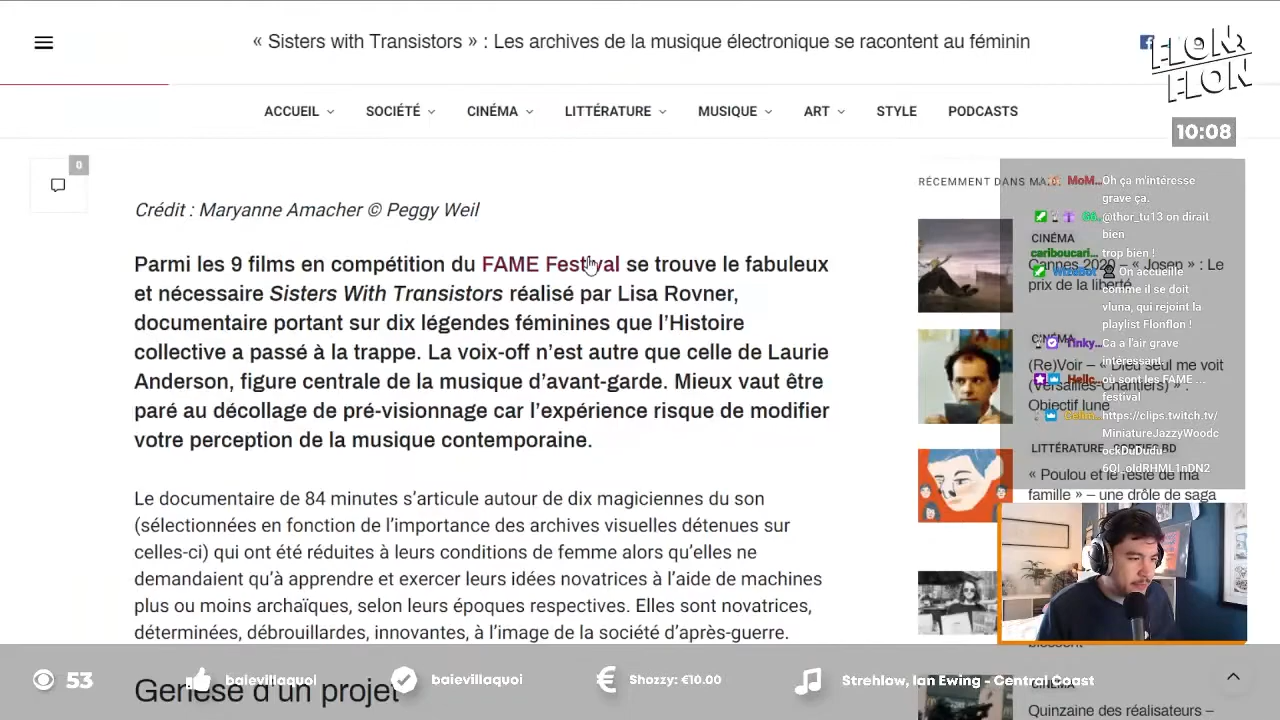 « Sisters with Transistors » : Les archives de la musique électronique se racontent au féminin
FLON
FLON
ACCUEIL
SOCIÉTÉ
CINÉMA
LITTÉRATURE
MUSIQUE
ART
STYLE
PODCASTS
10:08
0
Crédit : Maryanne Amacher © Peggy Weil
Parmi les 9 films en compétition du FAME Festival se trouve le fabuleux
et nécessaire Sisters With Transistors réalisé par Lisa Rovner,
documentaire portant sur dix légendes féminines que l’Histoire
collective a passé à la trappe. La voix-off n’est autre que celle de Laurie
Anderson, figure centrale de la musique d’avant-garde. Mieux vaut être
paré au décollage de pré-visionnage car l’expérience risque de modifier
votre perception de la musique contemporaine.
Le documentaire de 84 minutes s’articule autour de dix magiciennes du son
(sélectionnées en fonction de l’importance des archives visuelles détenues sur
celles-ci) qui ont été réduites à leurs conditions de femme alors qu’elles ne
demandaient qu’à apprendre et exercer leurs idées novatrices à l’aide de machines
plus ou moins archaïques, selon leurs époques respectives. Elles sont novatrices,
déterminées, débrouillardes, innovantes, à l’image de la société d’après-guerre.
Genèse d’un projet
RÉCEMMENT DANS MA...
CINÉMA
Cannes 2020 – « Josep » : Le
prix de la liberté
CINÉMA
(Re)Voir – « Dieu seul me voit
(Versailles-Chantiers) » :
Objectif lune
LITTÉRATURE SORTIES BD
« Poulou et le reste de ma
famille » – une drôle de saga
CINÉMA
Quinzaine des réalisateurs –
MoM... Oh ça m'intéresse
grave ça.
@thor_tu13 on dirait
bien
cariboucari... trop bien !
WizeBot On accueille
comme il se doit
vluna, qui rejoint la
playlist Flonflon !
Tinky... Ca a l'air grave
intéressant
Hellc... où sont les FAME ...
festival
https://clips.twitch.tv/
MiniatureJazzyWoodc
ockDuDudu-
6Ql_oldRHML1nDN2
53
baievillaquoi
baievillaquoi
Shozzy: €10.00
Strehlow, Ian Ewing - Central Coast